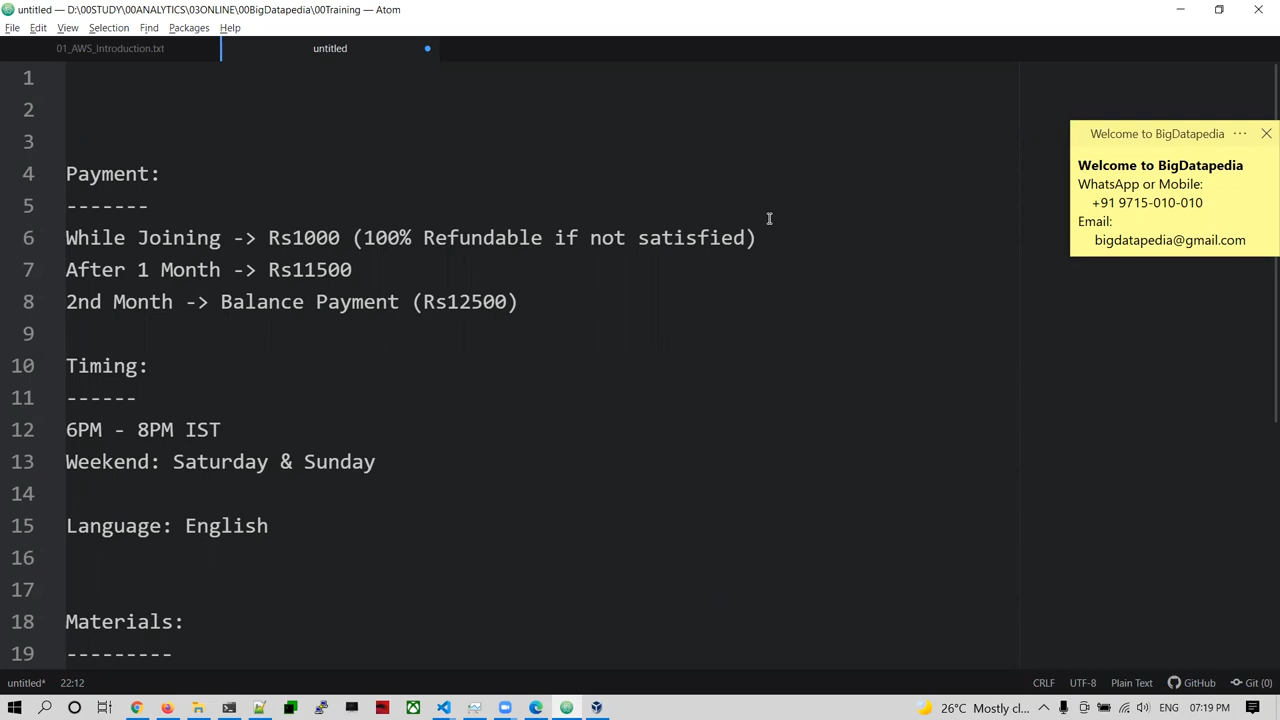 untitled — D:\00STUDY\00ANALYTICS\03ONLINE\00BigDatapedia\00Training — Atom
File Edit View Selection Find Packages Help
01_AWS_Introduction.txt untitled
1
2
3
4 Payment:
5 -------
6 While Joining -> Rs1000 (100% Refundable if not satisfied)
7 After 1 Month -> Rs11500
8 2nd Month -> Balance Payment (Rs12500)
9
10 Timing:
11 ------
12 6PM - 8PM IST
13 Weekend: Saturday & Sunday
14
15 Language: English
16
17
18 Materials:
19 ---------
Welcome to BigDatapedia ···
Welcome to BigDatapedia
WhatsApp or Mobile:
+91 9715-010-010
Email:
bigdatapedia@gmail.com
untitled* 22:12 CRLF UTF-8 Plain Text GitHub Git (0)
26°C Mostly cl... 07:19 PM